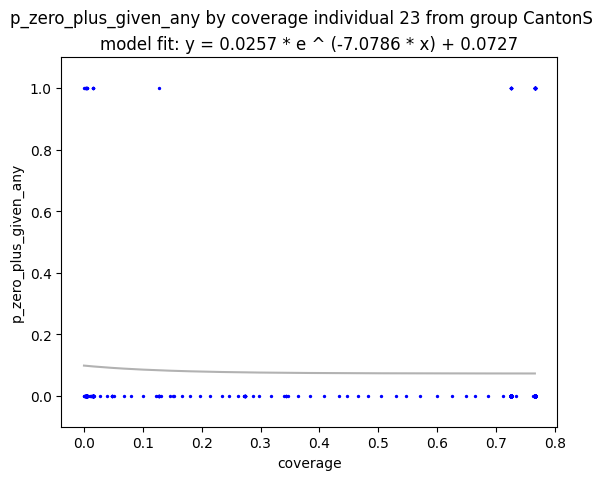 p_zero_plus_given_any by coverage individual 23 from group CantonS
model fit: y = 0.0257 * e ^ (-7.0786 * x) + 0.0727
1.0
0.8
0.6
0.4
0.2
0.0
p_zero_plus_given_any
0.0 0.1 0.2 0.3 0.4 0.5 0.6 0.7 0.8
coverage